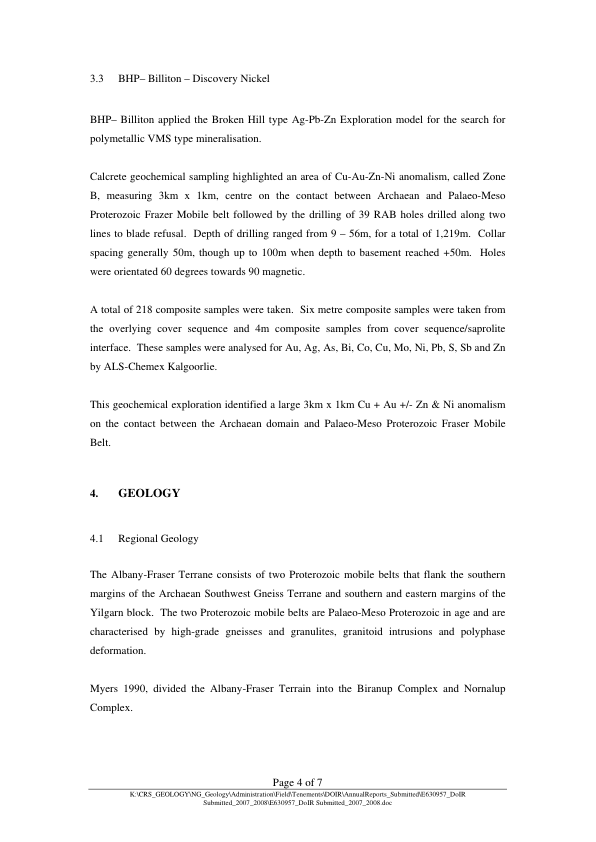 3.3 BHP– Billiton – Discovery Nickel
BHP– Billiton applied the Broken Hill type Ag-Pb-Zn Exploration model for the search for
polymetallic VMS type mineralisation.
Calcrete geochemical sampling highlighted an area of Cu-Au-Zn-Ni anomalism, called Zone
B, measuring 3km x 1km, centre on the contact between Archaean and Palaeo-Meso
Proterozoic Frazer Mobile belt followed by the drilling of 39 RAB holes drilled along two
lines to blade refusal. Depth of drilling ranged from 9 – 56m, for a total of 1,219m. Collar
spacing generally 50m, though up to 100m when depth to basement reached +50m. Holes
were orientated 60 degrees towards 90 magnetic.
A total of 218 composite samples were taken. Six metre composite samples were taken from
the overlying cover sequence and 4m composite samples from cover sequence/saprolite
interface. These samples were analysed for Au, Ag, As, Bi, Co, Cu, Mo, Ni, Pb, S, Sb and Zn
by ALS-Chemex Kalgoorlie.
This geochemical exploration identified a large 3km x 1km Cu + Au +/- Zn & Ni anomalism
on the contact between the Archaean domain and Palaeo-Meso Proterozoic Fraser Mobile
Belt.
4. GEOLOGY
4.1 Regional Geology
The Albany-Fraser Terrane consists of two Proterozoic mobile belts that flank the southern
margins of the Archaean Southwest Gneiss Terrane and southern and eastern margins of the
Yilgarn block. The two Proterozoic mobile belts are Palaeo-Meso Proterozoic in age and are
characterised by high-grade gneisses and granulites, granitoid intrusions and polyphase
deformation.
Myers 1990, divided the Albany-Fraser Terrain into the Biranup Complex and Nornalup
Complex.
Page 4 of 7
K:\CRS_GEOLOGY\NG_Geology\Administration\Field\Tenements\DOIR\AnnualReports_Submitted\E630957_DoIR
Submitted_2007_2008\E630957_DoIR Submitted_2007_2008.doc